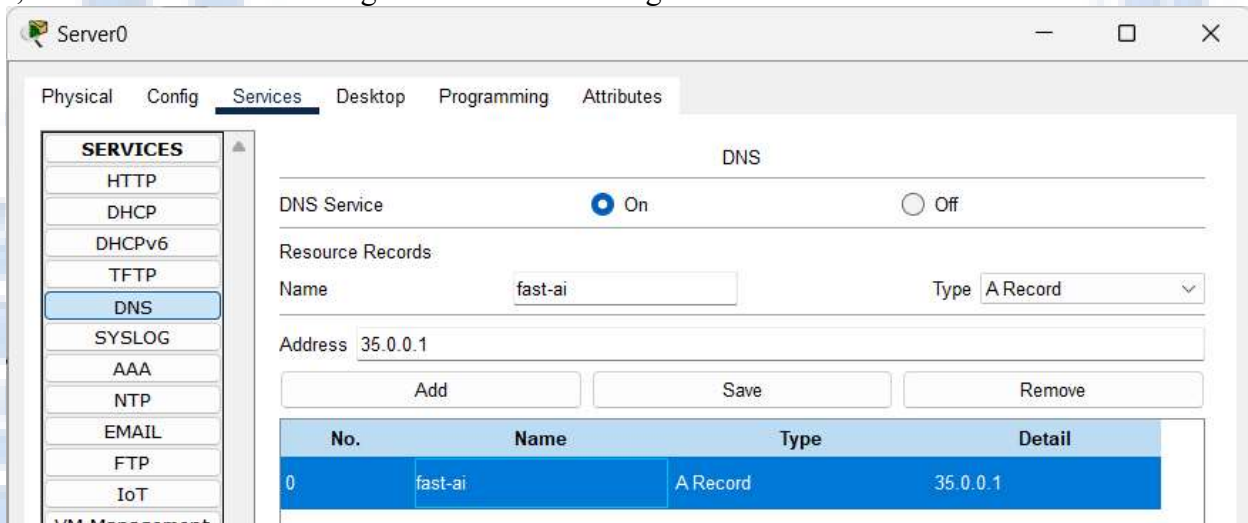 Server0
Physical Config Services Desktop Programming Attributes
SERVICES
HTTP
DHCP
DHCPv6
TFTP
DNS
SYSLOG
AAA
NTP
EMAIL
FTP
IoT
VM Management
DNS
DNS Service On Off
Resource Records
Name fast-ai Type A Record
Address 35.0.0.1
Add Save Remove
No. Name Type Detail
0 fast-ai A Record 35.0.0.1